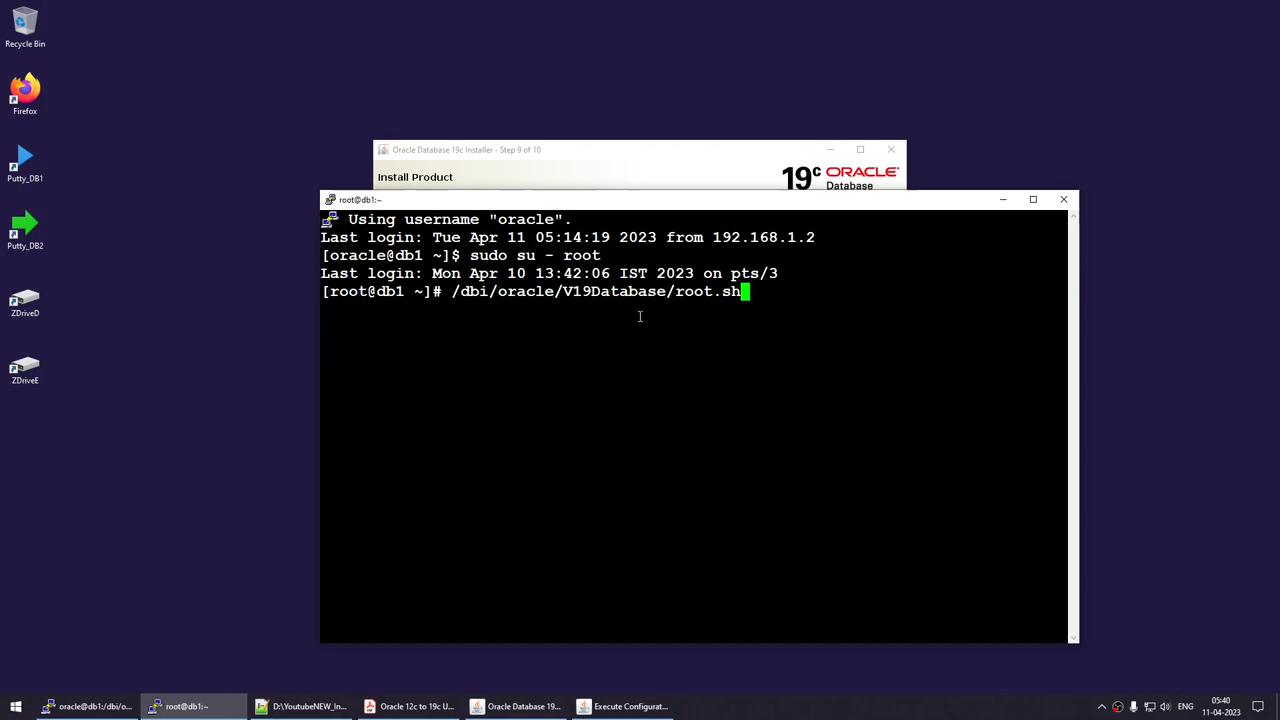 Recycle Bin
Firefox
Putty_DB1
Putty_DB2
ZDriveD
ZDriveE
Oracle Database 19c Installer - Step 9 of 10
Install Product
19c ORACLE
Database
root@db1:~
Using username "oracle".
Last login: Tue Apr 11 05:14:19 2023 from 192.168.1.2
[oracle@db1 ~]$ sudo su - root
Last login: Mon Apr 10 13:42:06 IST 2023 on pts/3
[root@db1 ~]# /dbi/oracle/V19Database/root.sh
oracle@db1:/dbi/o...
root@db1:~
D:\YoutubeNEW_In...
Oracle 12c to 19c U...
Oracle Database 19...
Execute Configurat...
ENG
05:40
11-04-2023